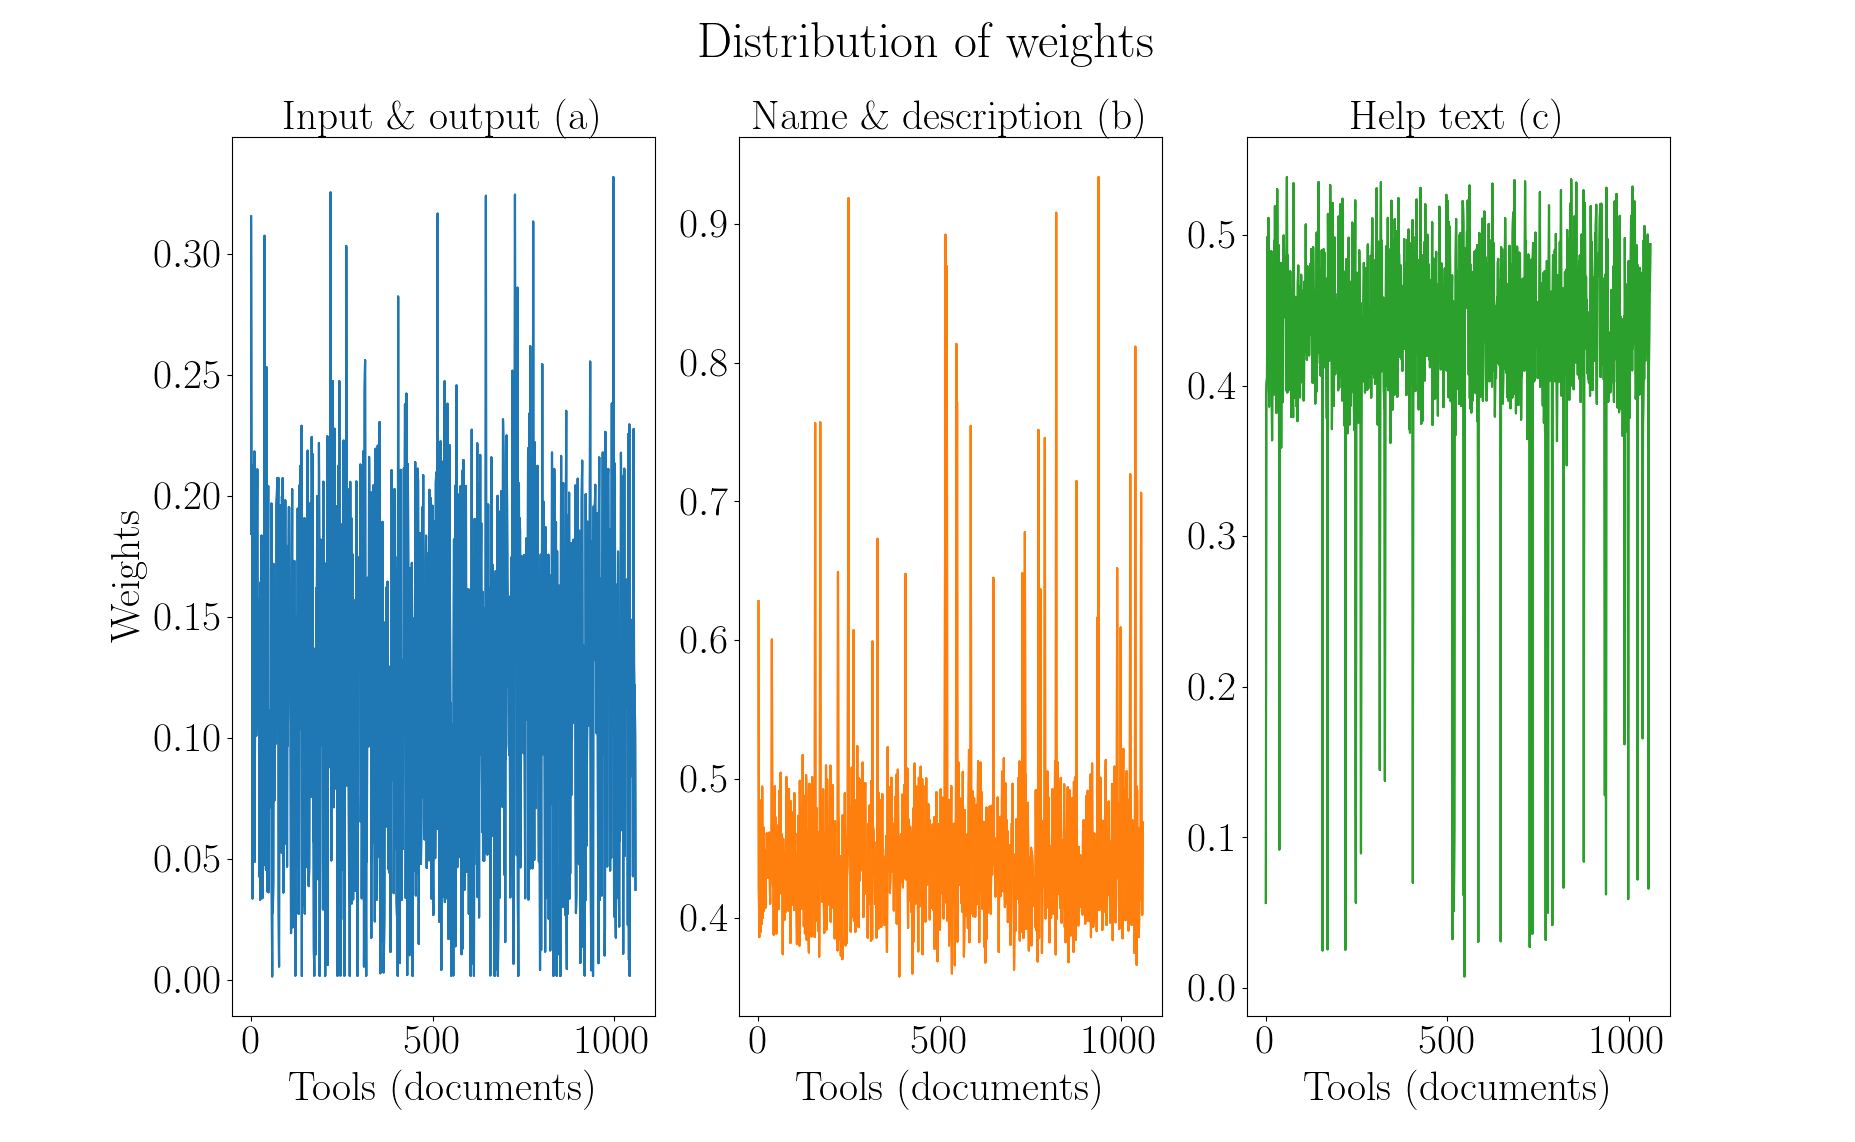 Distribution of weights
Input & output (a)
Name & description (b)
Help text (c)
Weights
0.30
0.25
0.20
0.15
0.10
0.05
0.00
0.9
0.8
0.7
0.6
0.5
0.4
0.5
0.4
0.3
0.2
0.1
0.0
0 500 1000
0 500 1000
0 500 1000
Tools (documents)
Tools (documents)
Tools (documents)